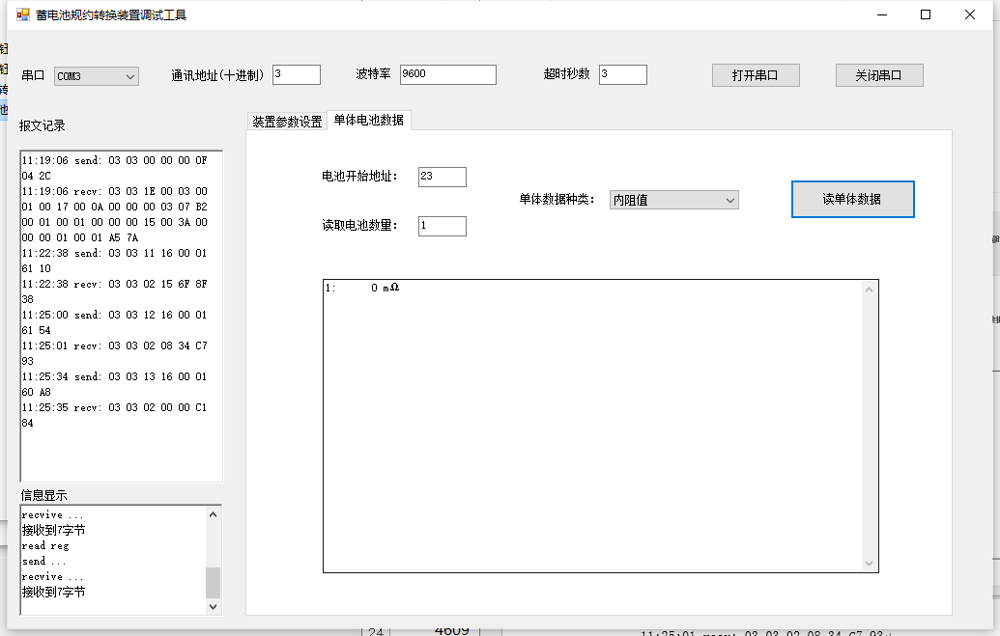 蓄电池规约转换装置调试工具
串口 COM3 通讯地址(十进制) 3 波特率 9600 超时秒数 3 打开串口 关闭串口
报文记录
装置参数设置 单体电池数据
11:19:06 send: 03 03 00 00 00 0F
04 2C
11:19:06 recv: 03 03 1E 00 03 00
01 00 17 00 0A 00 00 00 03 07 B2
00 01 00 01 00 00 00 15 00 3A 00
00 00 01 00 01 A5 7A
11:22:38 send: 03 03 11 16 00 01
61 10
11:22:38 recv: 03 03 02 15 6F 8F
38
11:25:00 send: 03 03 12 16 00 01
61 54
11:25:01 recv: 03 03 02 08 34 C7
93
11:25:34 send: 03 03 13 16 00 01
60 A8
11:25:35 recv: 03 03 02 00 00 C1
84
信息显示
recvive ...
接收到7字节
read reg
send ...
recvive ...
接收到7字节
电池开始地址: 23
读取电池数量: 1
单体数据种类: 内阻值
读单体数据
1: 0 mΩ
24 4609
11:25:01 recv: 03 03 02 08 34 C7 93